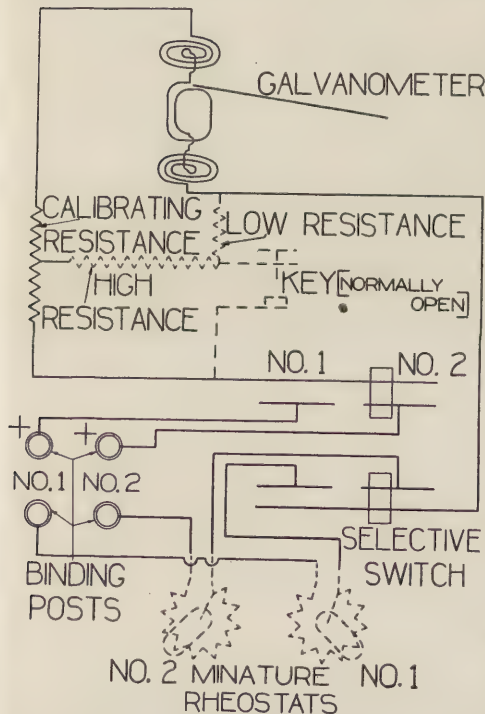 GALVANOMETER
CALIBRATING
RESISTANCE
LOW RESISTANCE
HIGH
RESISTANCE
KEY [NORMALLY
OPEN]
NO. 1
NO. 2
+
+
NO. 1
NO. 2
BINDING
POSTS
SELECTIVE
SWITCH
NO. 2
MINATURE
RHEOSTATS
NO. 1